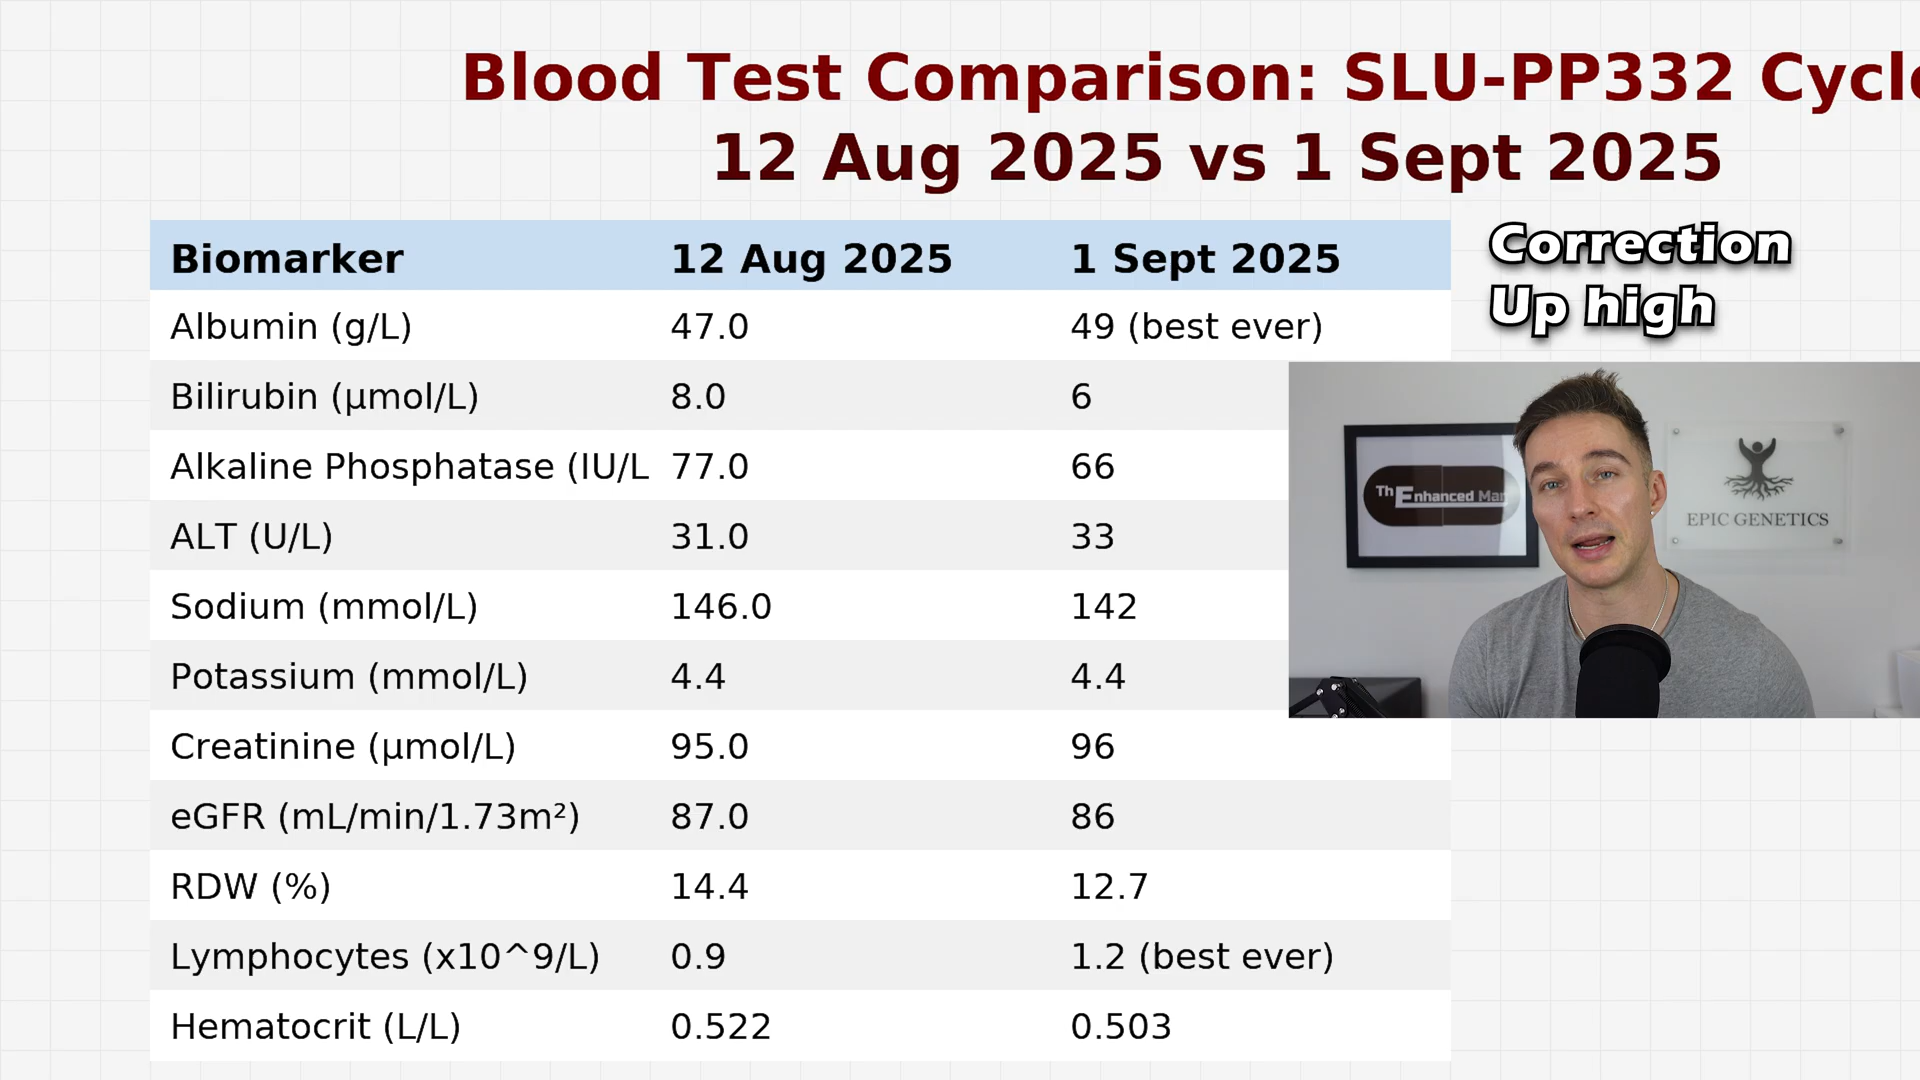 Blood Test Comparison: SLU-PP332 Cycle
12 Aug 2025 vs 1 Sept 2025
Correction
Up high
Biomarker 12 Aug 2025 1 Sept 2025
Albumin (g/L) 47.0 49 (best ever)
Bilirubin (µmol/L) 8.0 6
Alkaline Phosphatase (IU/L 77.0 66
ALT (U/L) 31.0 33
Sodium (mmol/L) 146.0 142
Potassium (mmol/L) 4.4 4.4
Creatinine (µmol/L) 95.0 96
eGFR (mL/min/1.73m²) 87.0 86
RDW (%) 14.4 12.7
Lymphocytes (x10^9/L) 0.9 1.2 (best ever)
Hematocrit (L/L) 0.522 0.503
Th Enhanced Man
EPIC GENETICS